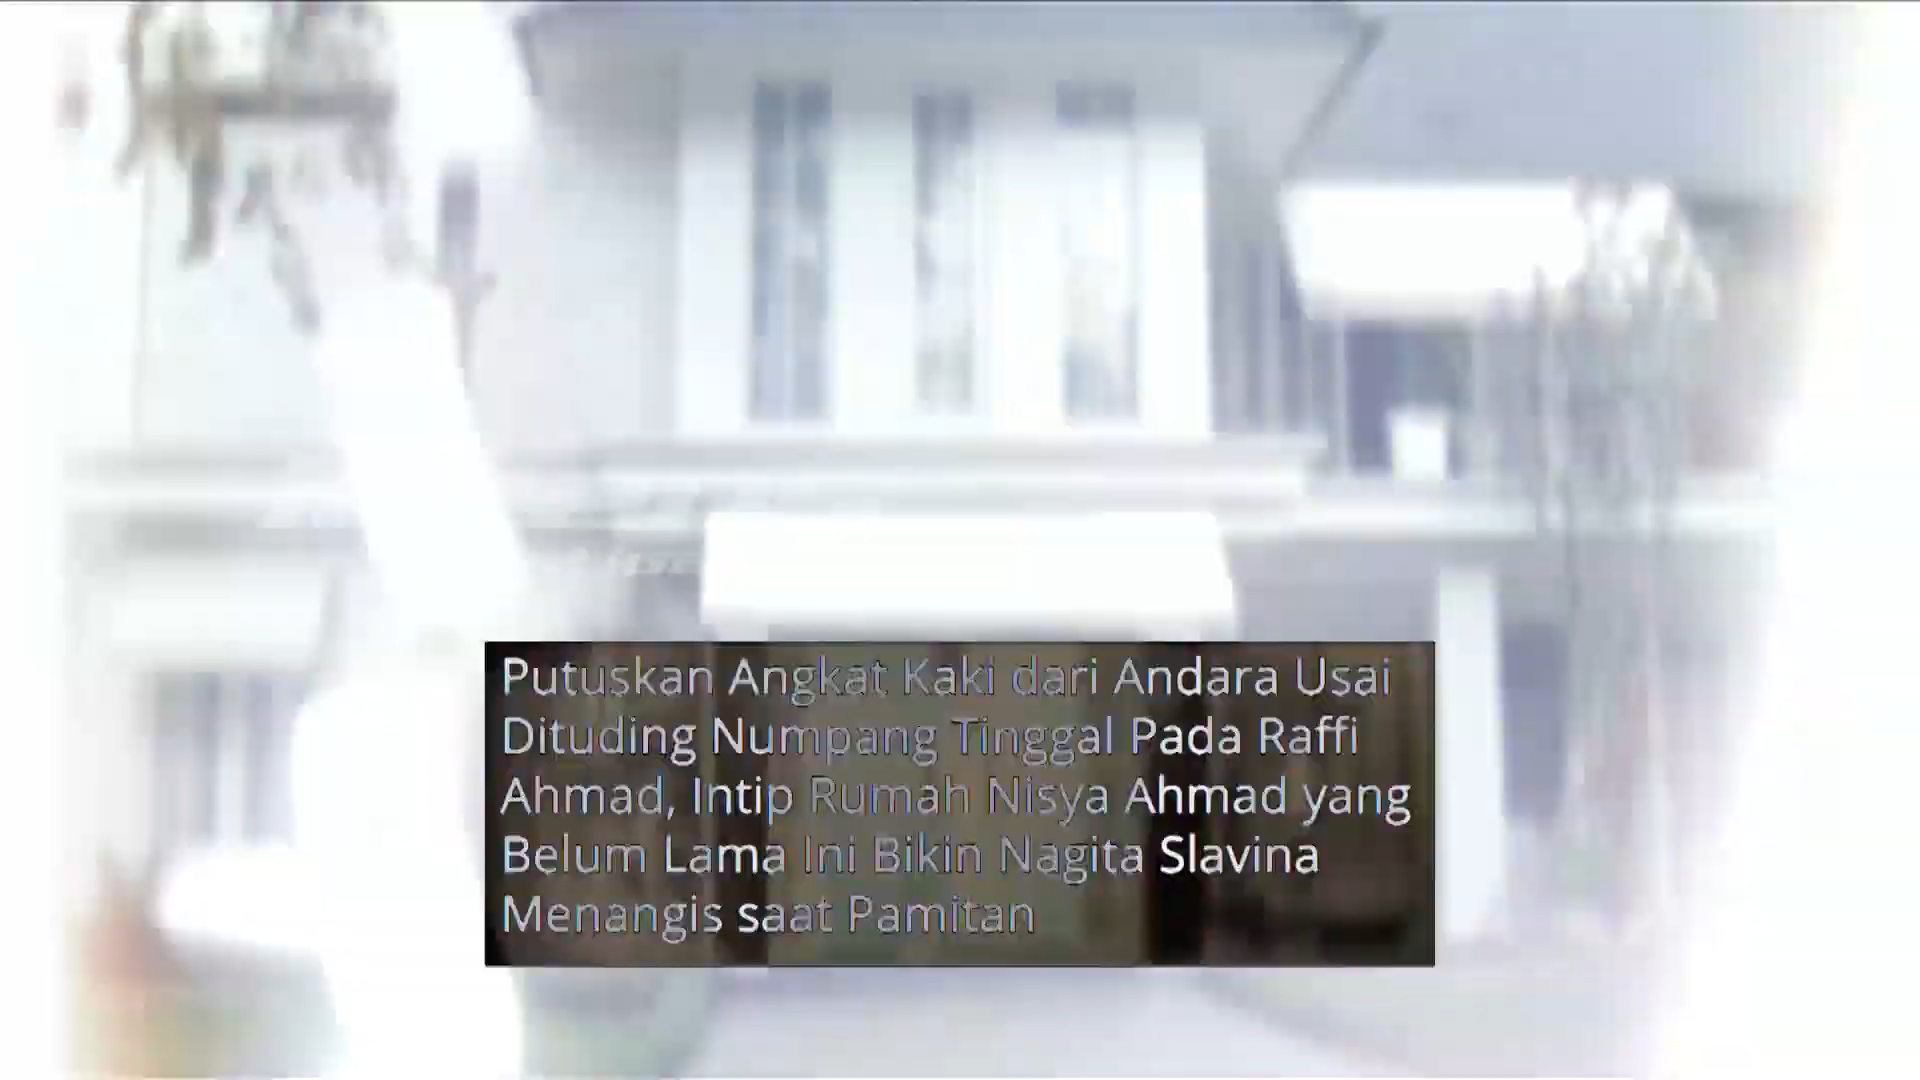 Putuskan Angkat Kaki dari Andara Usai
Dituding Numpang Tinggal Pada Raffi
Ahmad, Intip Rumah Nisya Ahmad yang
Belum Lama Ini Bikin Nagita Slavina
Menangis saat Pamitan